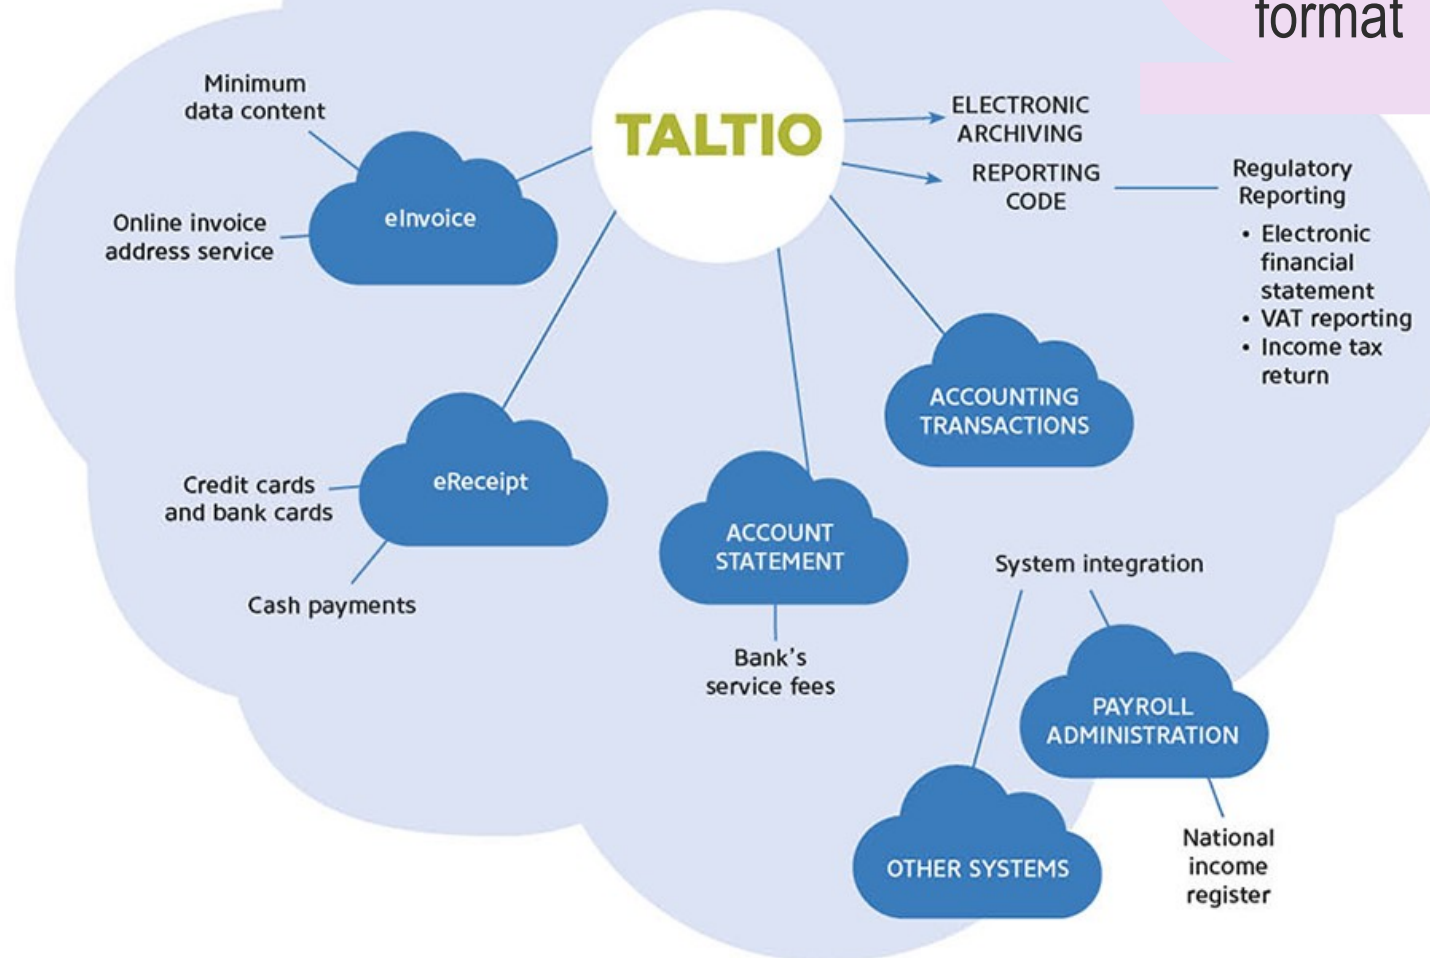 format
Minimum
data content
TALTIO
ELECTRONIC
ARCHIVING
REPORTING
CODE
Regulatory
Reporting
• Electronic
financial
statement
• VAT reporting
• Income tax
return
eInvoice
Online invoice
address service
ACCOUNTING
TRANSACTIONS
eReceipt
Credit cards
and bank cards
Cash payments
ACCOUNT
STATEMENT
Bank's
service fees
System integration
PAYROLL
ADMINISTRATION
OTHER SYSTEMS
National
income
register